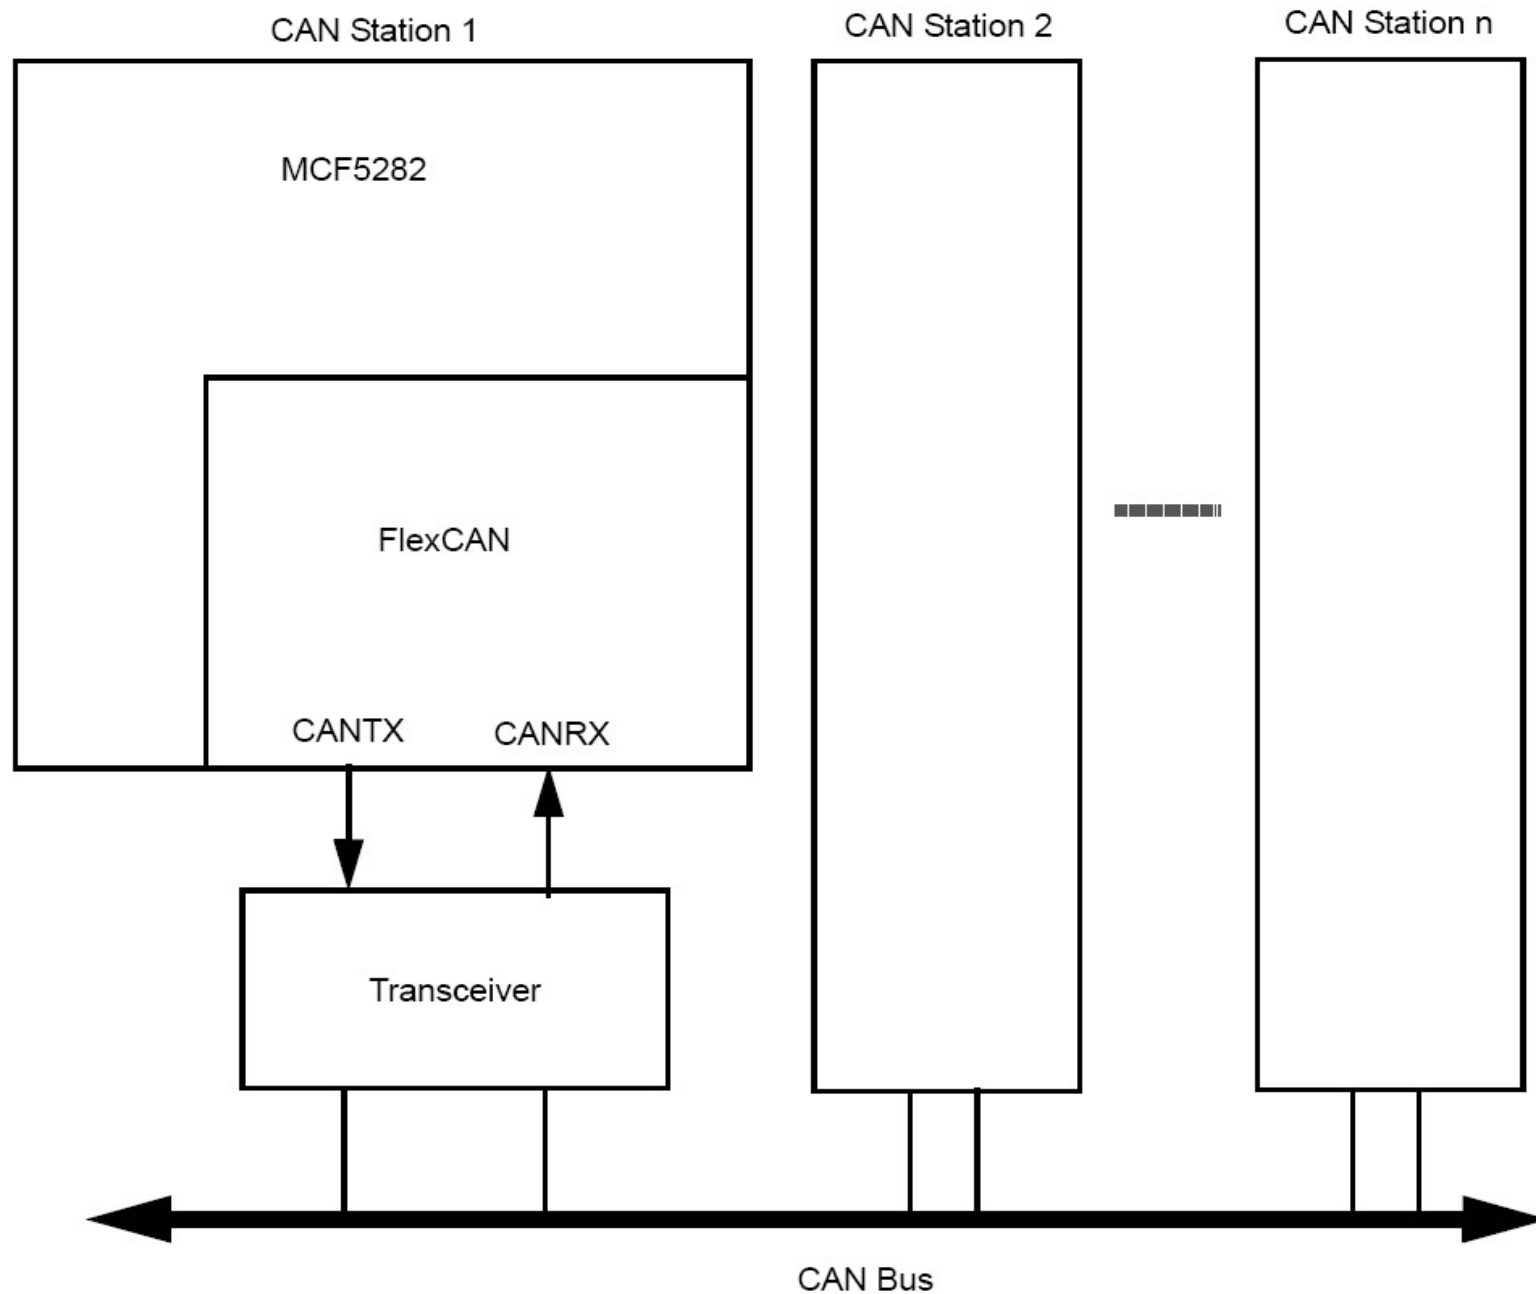 CAN Station 1
CAN Station 2
CAN Station n
MCF5282
FlexCAN
CANTX
CANRX
Transceiver
CAN Bus